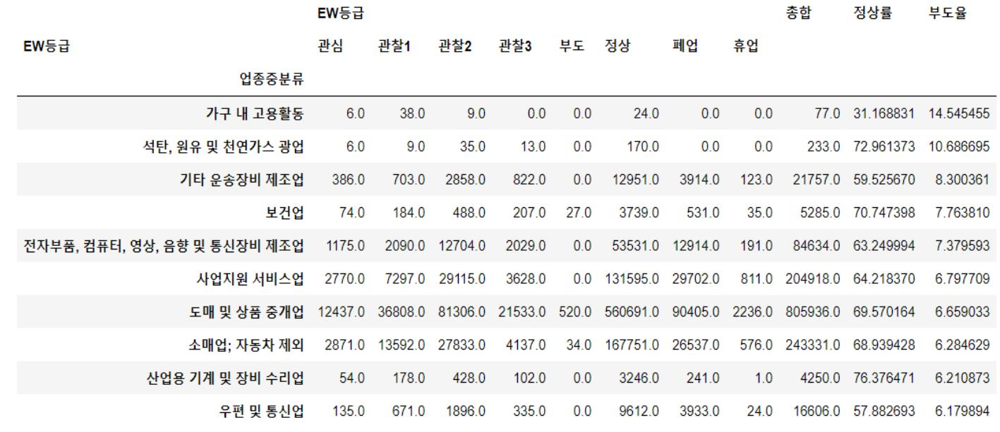 EW등급 총합 정상률 부도율
EW등급 관심 관찰1 관찰2 관찰3 부도 정상 폐업 휴업
업종중분류
가구 내 고용활동 6.0 38.0 9.0 0.0 0.0 24.0 0.0 0.0 77.0 31.168831 14.545455
석탄, 원유 및 천연가스 광업 6.0 9.0 35.0 13.0 0.0 170.0 0.0 0.0 233.0 72.961373 10.686695
기타 운송장비 제조업 386.0 703.0 2858.0 822.0 0.0 12951.0 3914.0 123.0 21757.0 59.525670 8.300361
보건업 74.0 184.0 488.0 207.0 27.0 3739.0 531.0 35.0 5285.0 70.747398 7.763810
전자부품, 컴퓨터, 영상, 음향 및 통신장비 제조업 1175.0 2090.0 12704.0 2029.0 0.0 53531.0 12914.0 191.0 84634.0 63.249994 7.379593
사업지원 서비스업 2770.0 7297.0 29115.0 3628.0 0.0 131595.0 29702.0 811.0 204918.0 64.218370 6.797709
도매 및 상품 중개업 12437.0 36808.0 81306.0 21533.0 520.0 560691.0 90405.0 2236.0 805936.0 69.570164 6.659033
소매업; 자동차 제외 2871.0 13592.0 27833.0 4137.0 34.0 167751.0 26537.0 576.0 243331.0 68.939428 6.284629
산업용 기계 및 장비 수리업 54.0 178.0 428.0 102.0 0.0 3246.0 241.0 1.0 4250.0 76.376471 6.210873
우편 및 통신업 135.0 671.0 1896.0 335.0 0.0 9612.0 3933.0 24.0 16606.0 57.882693 6.179894